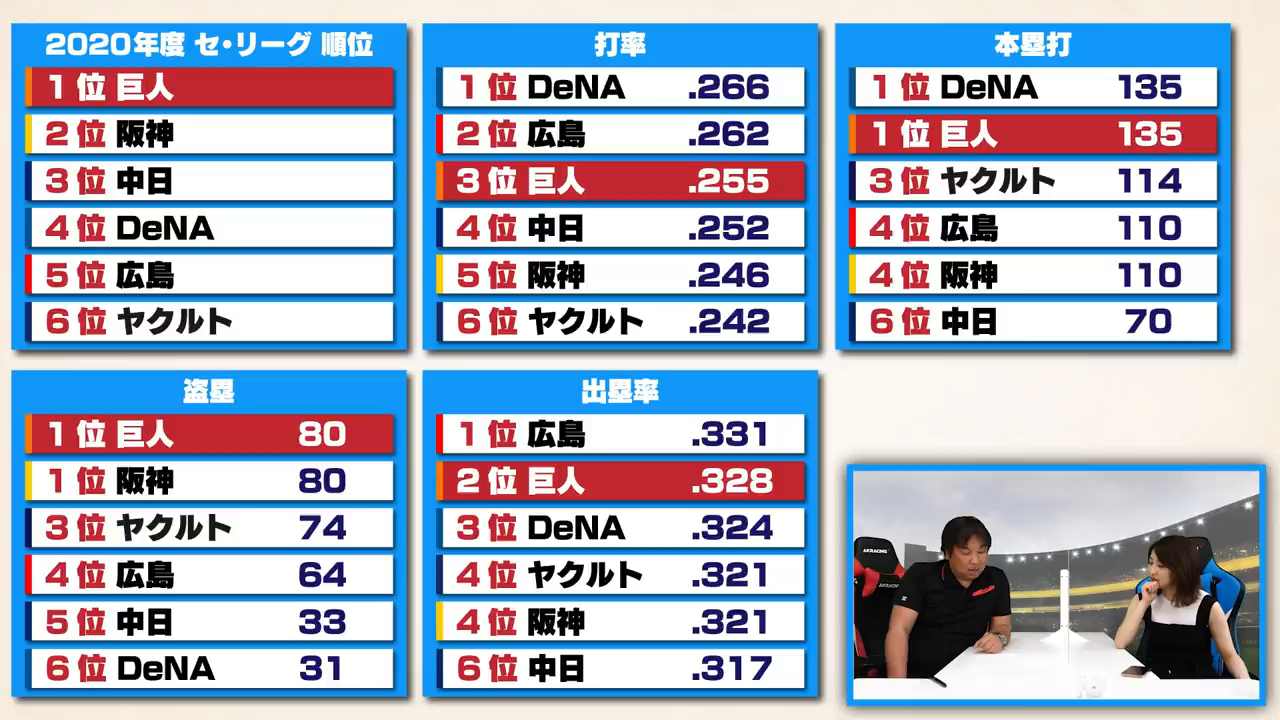 2020年度 セ・リーグ 順位
1位 巨人
2位 阪神
3位 中日
4位 DeNA
5位 広島
6位 ヤクルト
打率
1位 DeNA .266
2位 広島 .262
3位 巨人 .255
4位 中日 .252
5位 阪神 .246
6位 ヤクルト .242
本塁打
1位 DeNA 135
1位 巨人 135
3位 ヤクルト 114
4位 広島 110
4位 阪神 110
6位 中日 70
盗塁
1位 巨人 80
1位 阪神 80
3位 ヤクルト 74
4位 広島 64
5位 中日 33
6位 DeNA 31
出塁率
1位 広島 .331
2位 巨人 .328
3位 DeNA .324
4位 ヤクルト .321
4位 阪神 .321
6位 中日 .317
AKRACING
AKRACING